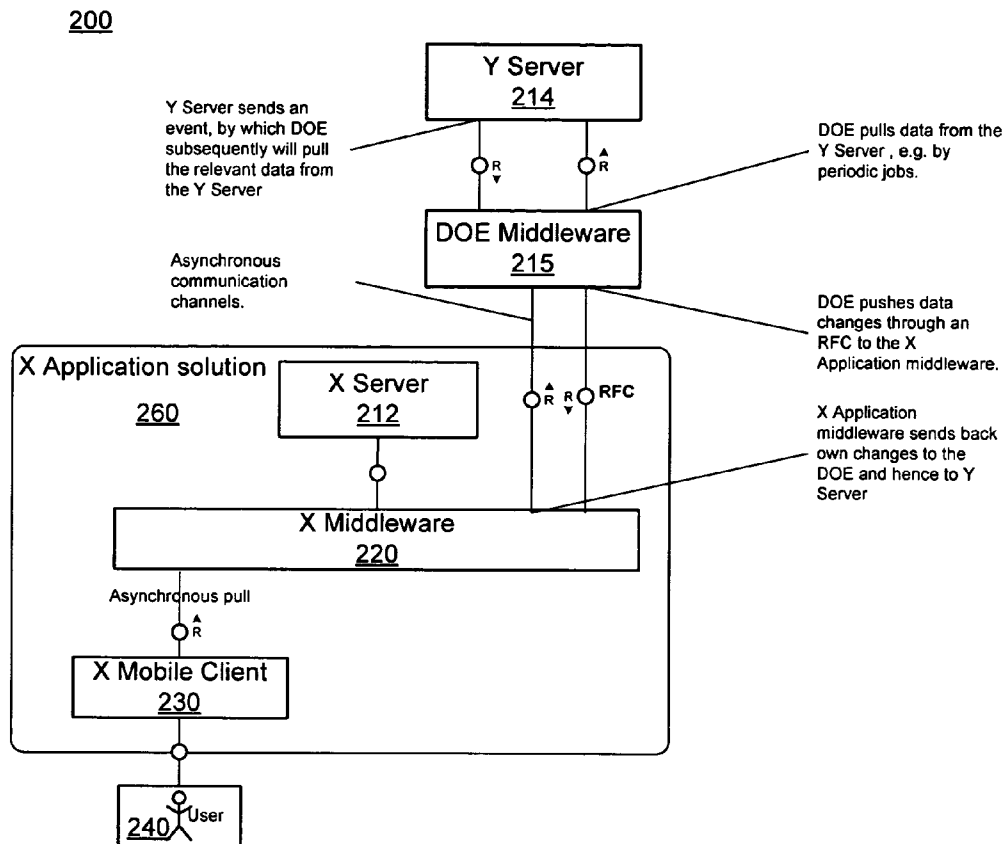 200
Y Server
214
Y Server sends an
event, by which DOE
subsequently will pull
the relevant data from
the Y Server
R
R
DOE pulls data from the
Y Server , e.g. by
periodic jobs.
DOE Middleware
215
Asynchronous
communication
channels.
DOE pushes data
changes through an
RFC to the X
Application middleware.
X Application solution
260
X Server
212
R
R
RFC
X Application
middleware sends back
own changes to the
DOE and hence to Y
Server
X Middleware
220
Asynchronous pull
R
X Mobile Client
230
240
User